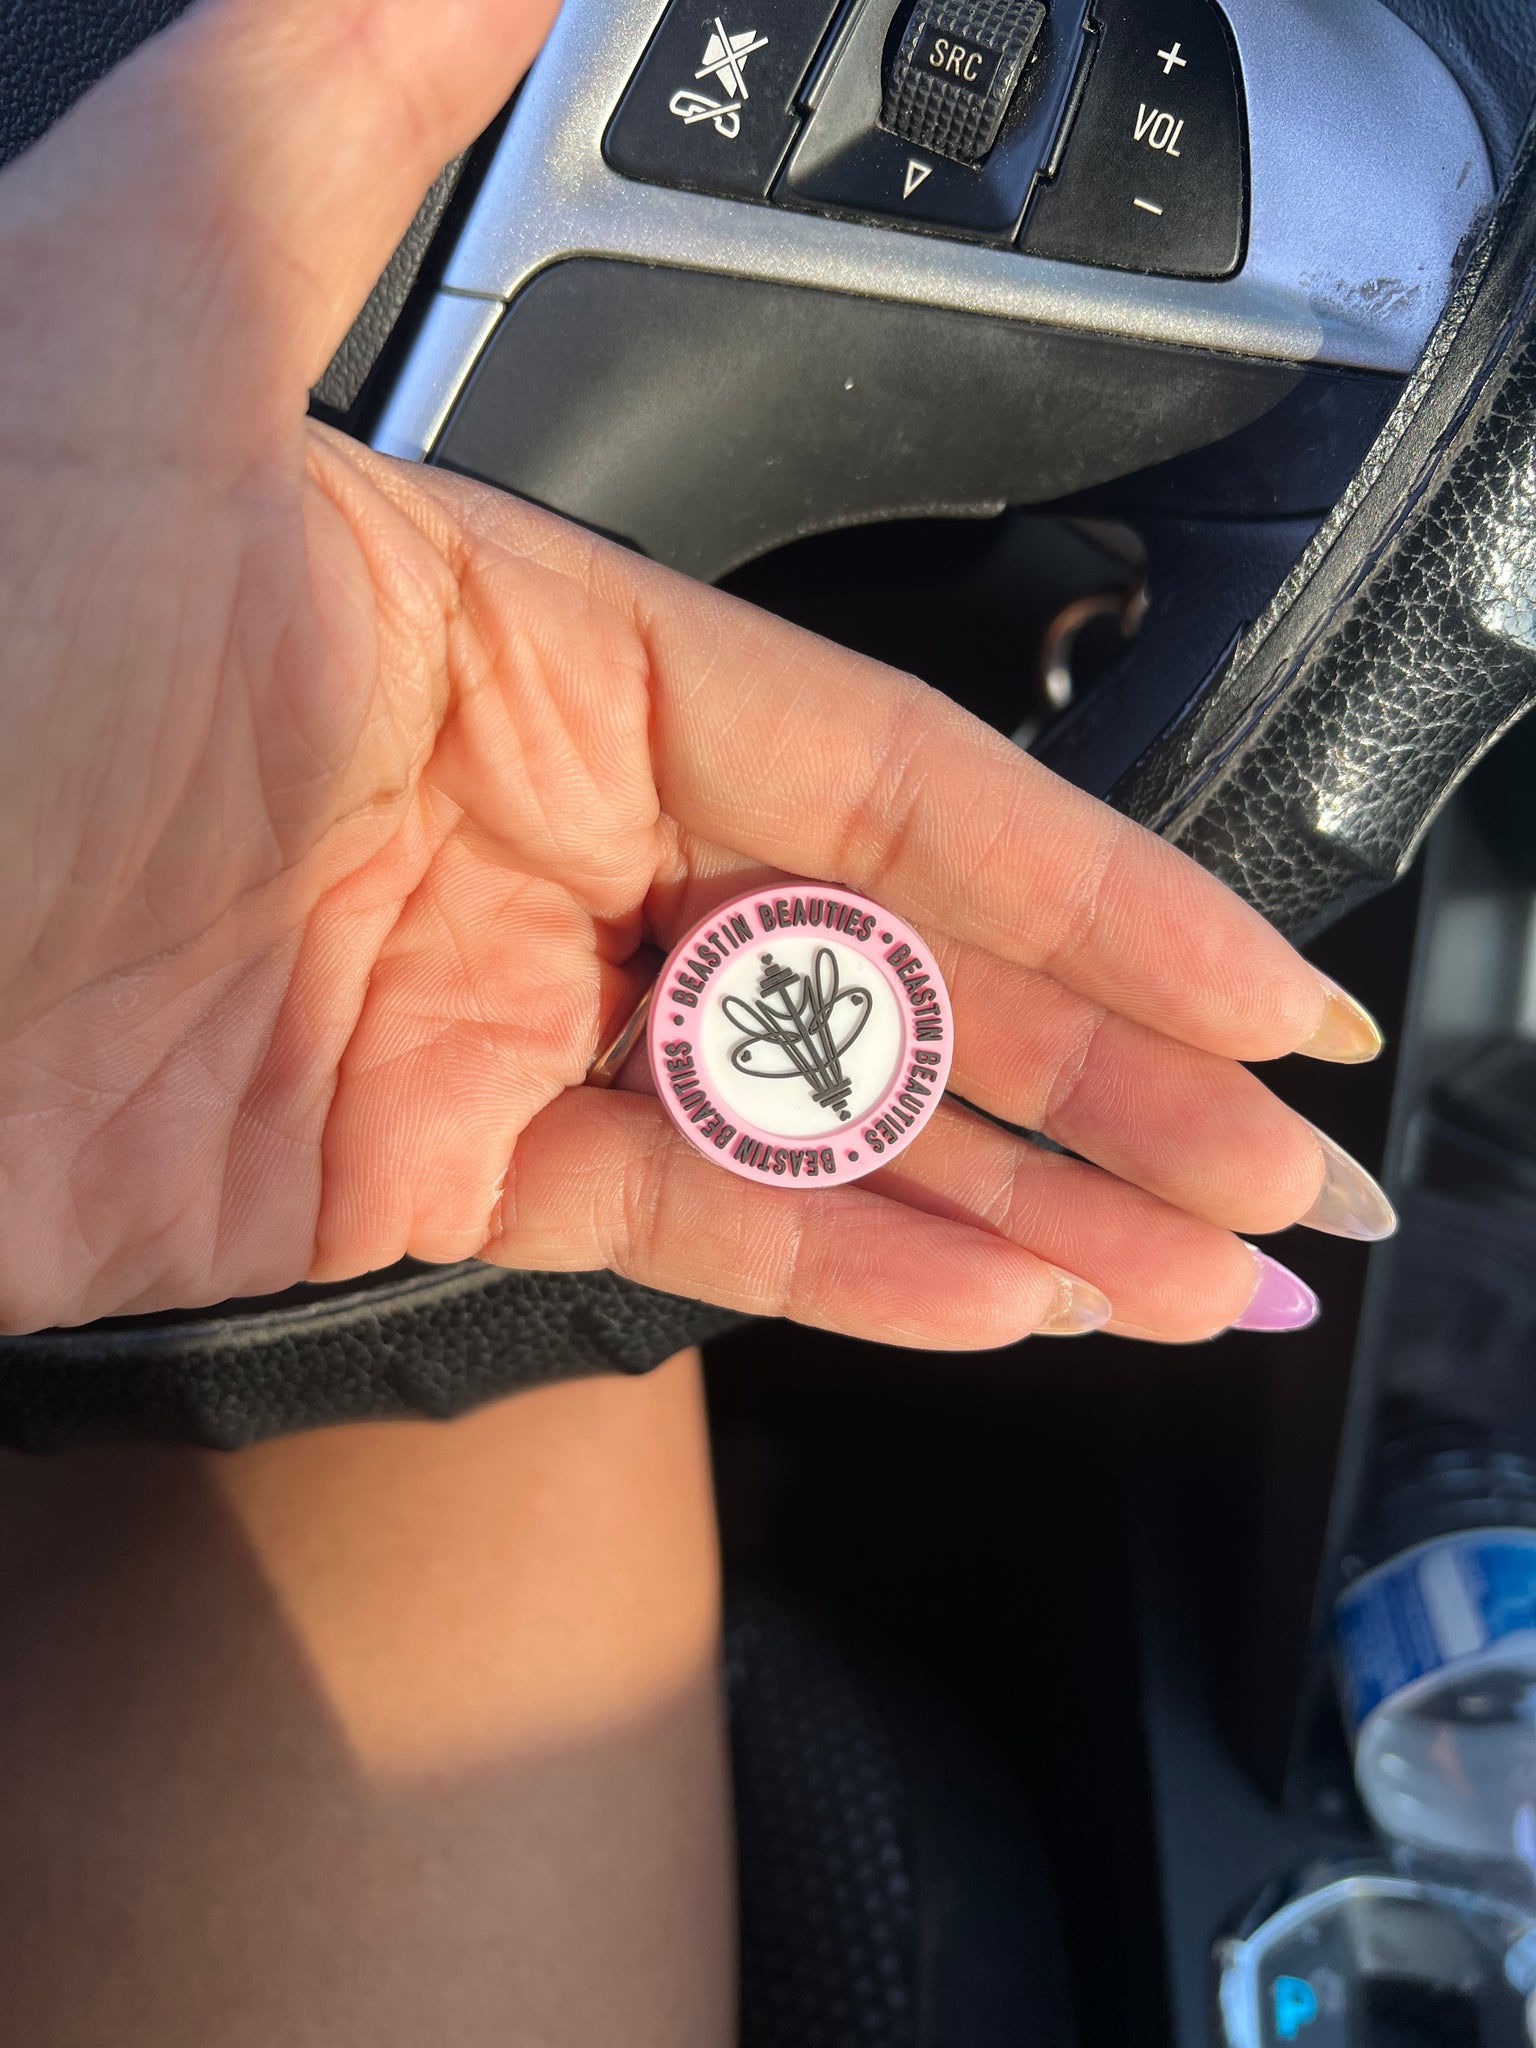 SRC
+
VOL
-
• BEASTIN BEAUTIES • BEASTIN BEAUTIES • BEASTIN BEAUTIES